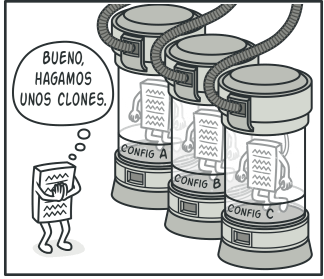 BUENO,
HAGAMOS
UNOS CLONES.
CONFIG A
CONFIG B
CONFIG C